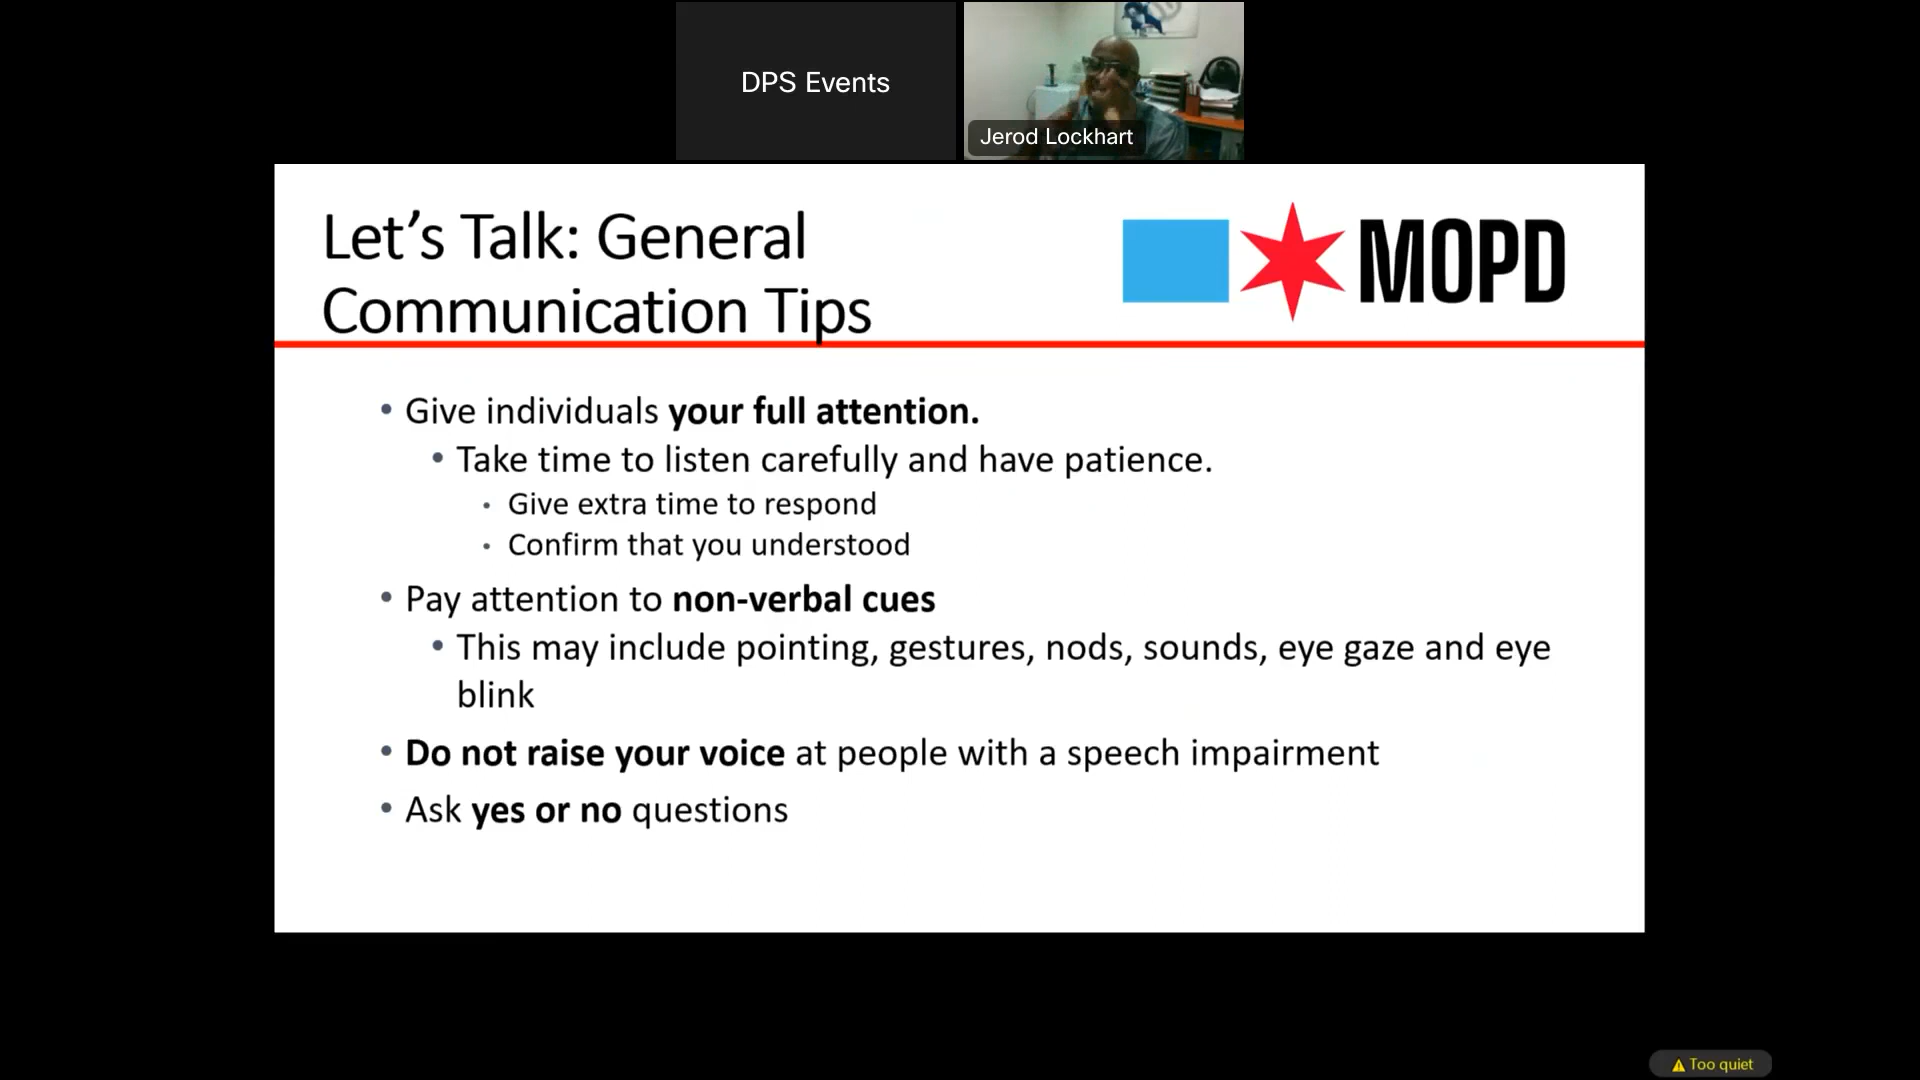 DPS Events
Jerod Lockhart
Let’s Talk: General
Communication Tips
MOPD
• Give individuals your full attention.
• Take time to listen carefully and have patience.
• Give extra time to respond
• Confirm that you understood
• Pay attention to non-verbal cues
• This may include pointing, gestures, nods, sounds, eye gaze and eye
blink
• Do not raise your voice at people with a speech impairment
• Ask yes or no questions
Too quiet